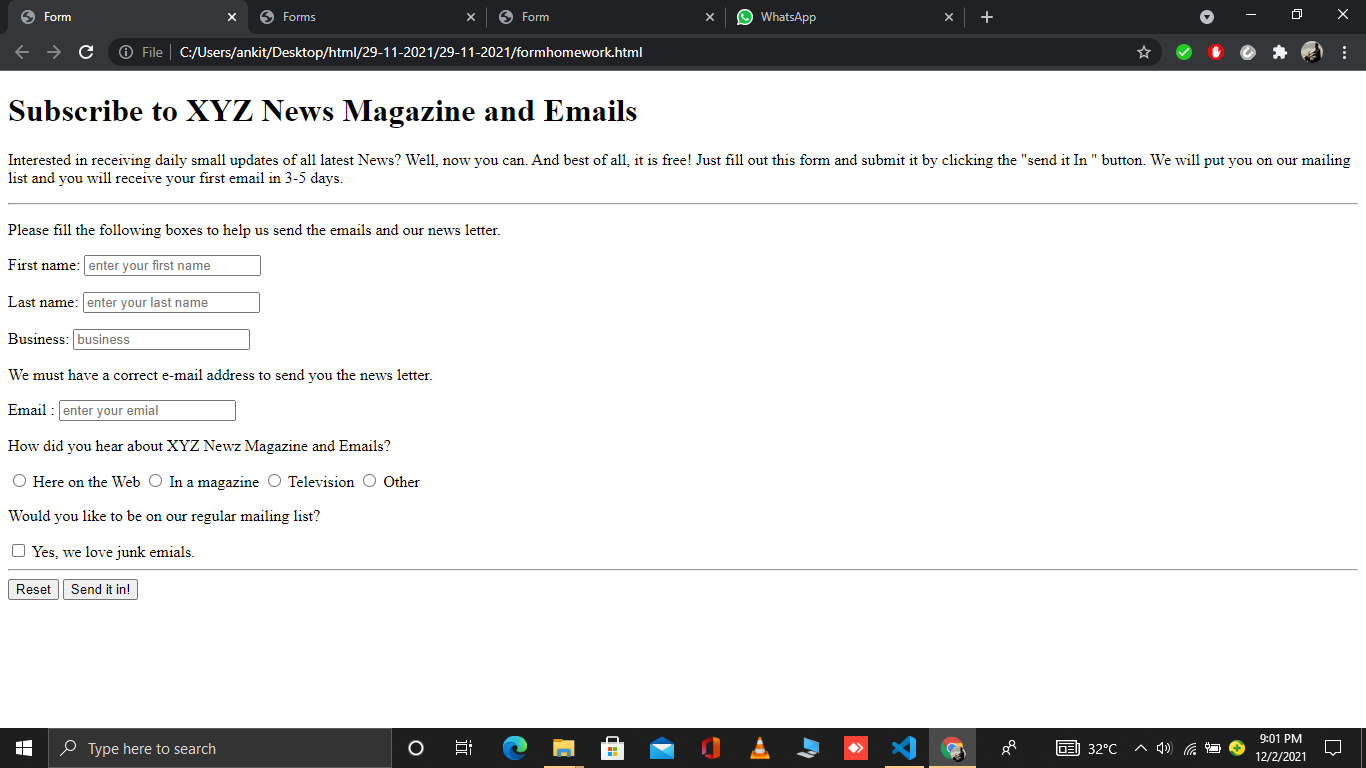 Form
Forms
Form
WhatsApp
File
C:/Users/ankit/Desktop/html/29-11-2021/29-11-2021/formhomework.html
Subscribe to XYZ News Magazine and Emails
Interested in receiving daily small updates of all latest News? Well, now you can. And best of all, it is free! Just fill out this form and submit it by clicking the "send it In " button. We will put you on our mailing
list and you will receive your first email in 3-5 days.
Please fill the following boxes to help us send the emails and our news letter.
First name: enter your first name
Last name: enter your last name
Business: business
We must have a correct e-mail address to send you the news letter.
Email : enter your emial
How did you hear about XYZ Newz Magazine and Emails?
Here on the Web In a magazine Television Other
Would you like to be on our regular mailing list?
Yes, we love junk emials.
Reset Send it in!
Type here to search
32°C
9:01 PM
12/2/2021